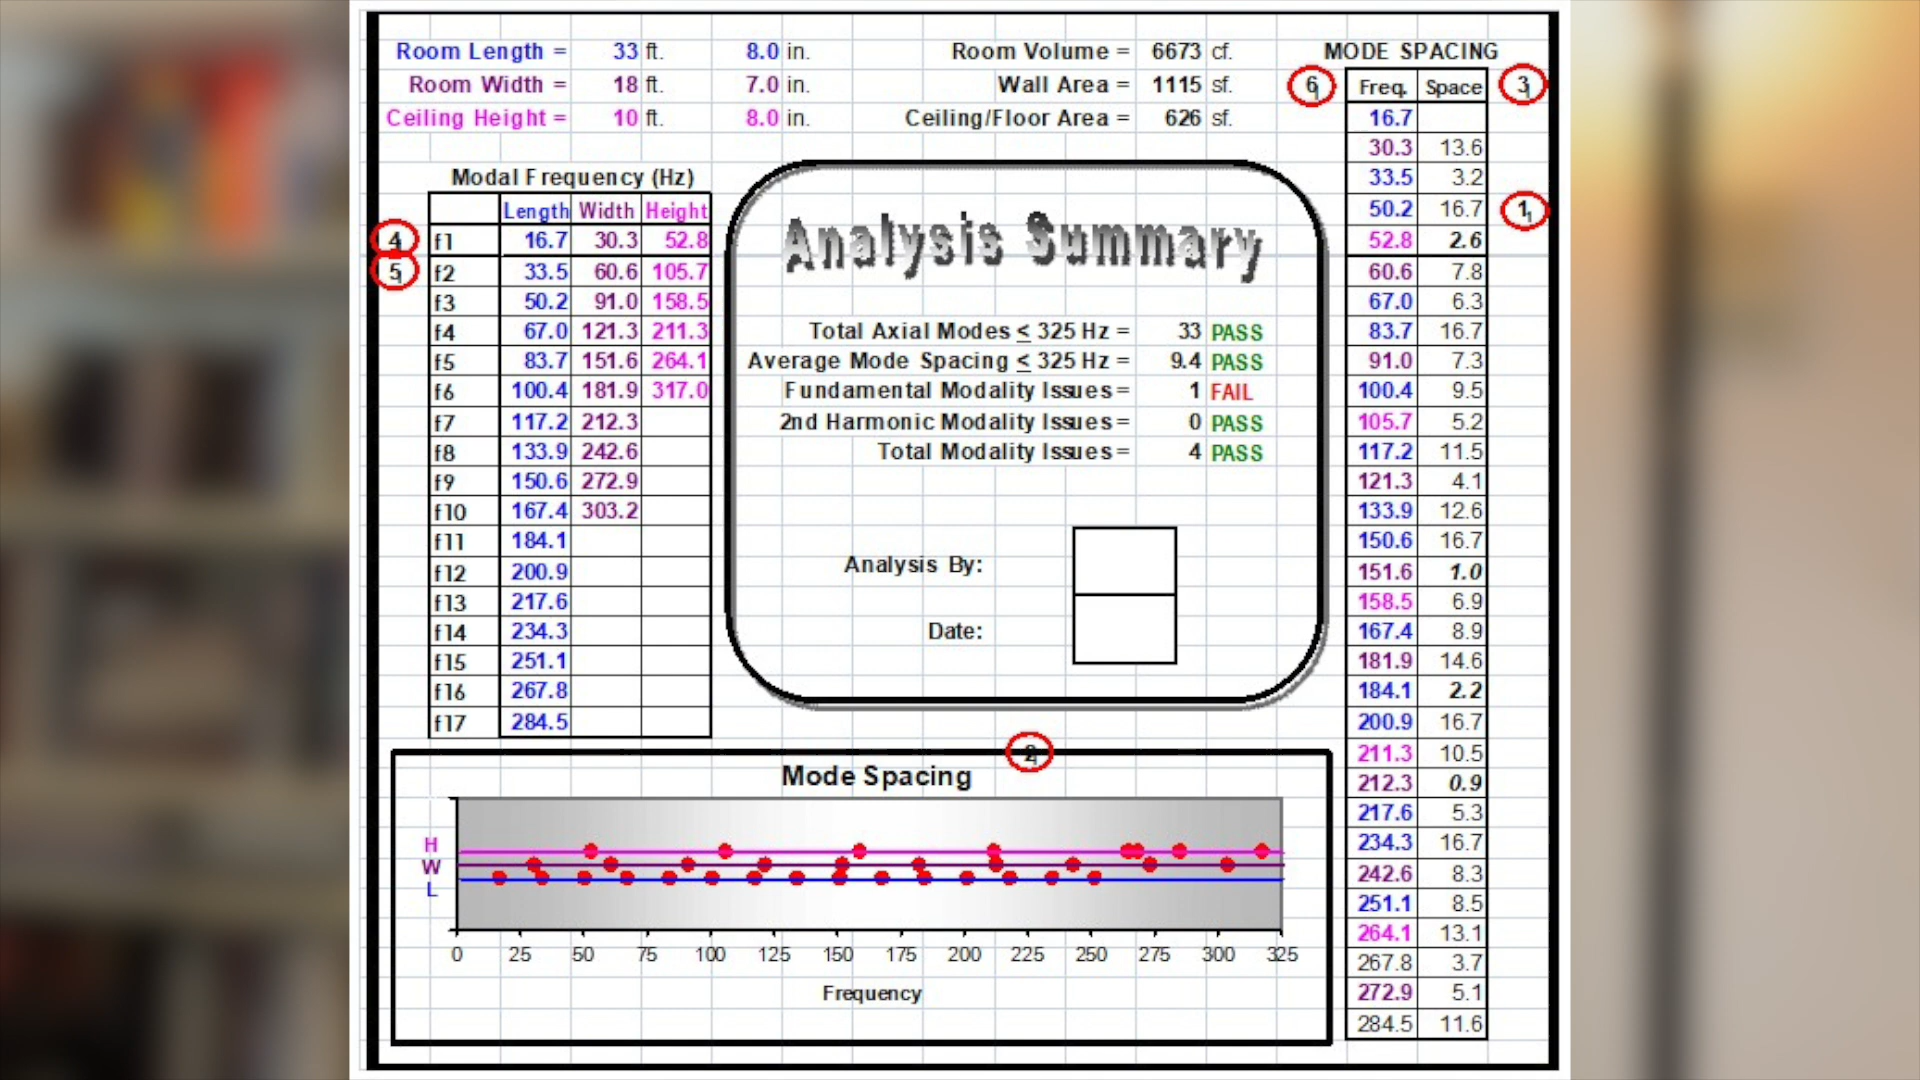 Room Length = 33 ft. 8.0 in. Room Volume = 6673 cf. MODE SPACING
Room Width = 18 ft. 7.0 in. Wall Area = 1115 sf. 6 Freq. Space 3
Ceiling Height = 10 ft. 8.0 in. Ceiling/Floor Area = 626 sf. 16.7
30.3 13.6
Modal Frequency (Hz) 33.5 3.2
Length Width Height 50.2 16.7 1
4 f1 16.7 30.3 52.8 Analysis Summary 52.8 2.6
5 f2 33.5 60.6 105.7 60.6 7.8
f3 50.2 91.0 158.5 67.0 6.3
f4 67.0 121.3 211.3 Total Axial Modes ≤ 325 Hz = 33 PASS 83.7 16.7
f5 83.7 151.6 264.1 Average Mode Spacing ≤ 325 Hz = 9.4 PASS 91.0 7.3
f6 100.4 181.9 317.0 Fundamental Modality Issues = 1 FAIL 100.4 9.5
f7 117.2 212.3 2nd Harmonic Modality Issues = 0 PASS 105.7 5.2
f8 133.9 242.6 Total Modality Issues = 4 PASS 117.2 11.5
f9 150.6 272.9 121.3 4.1
f10 167.4 303.2 133.9 12.6
f11 184.1 150.6 16.7
f12 200.9 Analysis By: 151.6 1.0
f13 217.6 158.5 6.9
f14 234.3 Date: 167.4 8.9
f15 251.1 181.9 14.6
f16 267.8 184.1 2.2
f17 284.5 200.9 16.7
2 211.3 10.5
Mode Spacing 212.3 0.9
217.6 5.3
H 234.3 16.7
W 242.6 8.3
L 251.1 8.5
264.1 13.1
0 25 50 75 100 125 150 175 200 225 250 275 300 325 267.8 3.7
Frequency 272.9 5.1
284.5 11.6